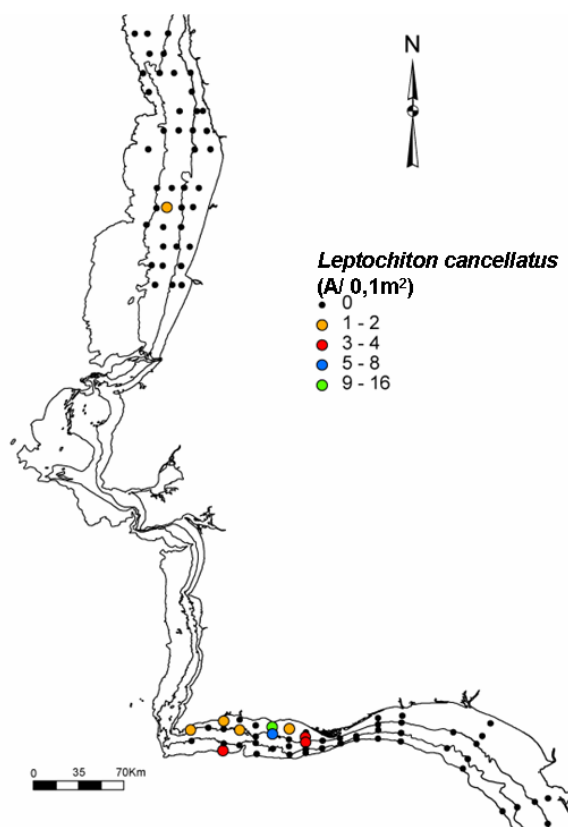 N
Leptochiton cancellatus
(A/ 0,1m²)
0
1 - 2
3 - 4
5 - 8
9 - 16
0 35 70Km